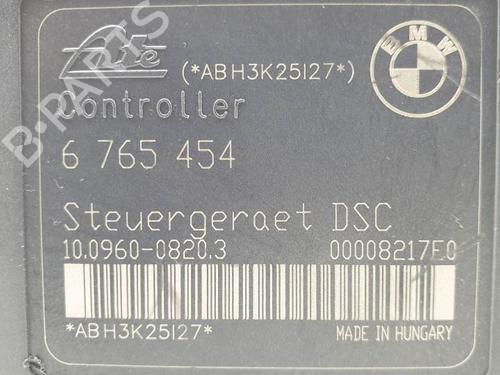 Ate (*ABH3K25I27*)
BMW
Controller
6 765 454
Steuergeraet DSC
10.0960-0820.3 00008217E0
*ABH3K25I27*
MADE IN HUNGARY
B-PARTS